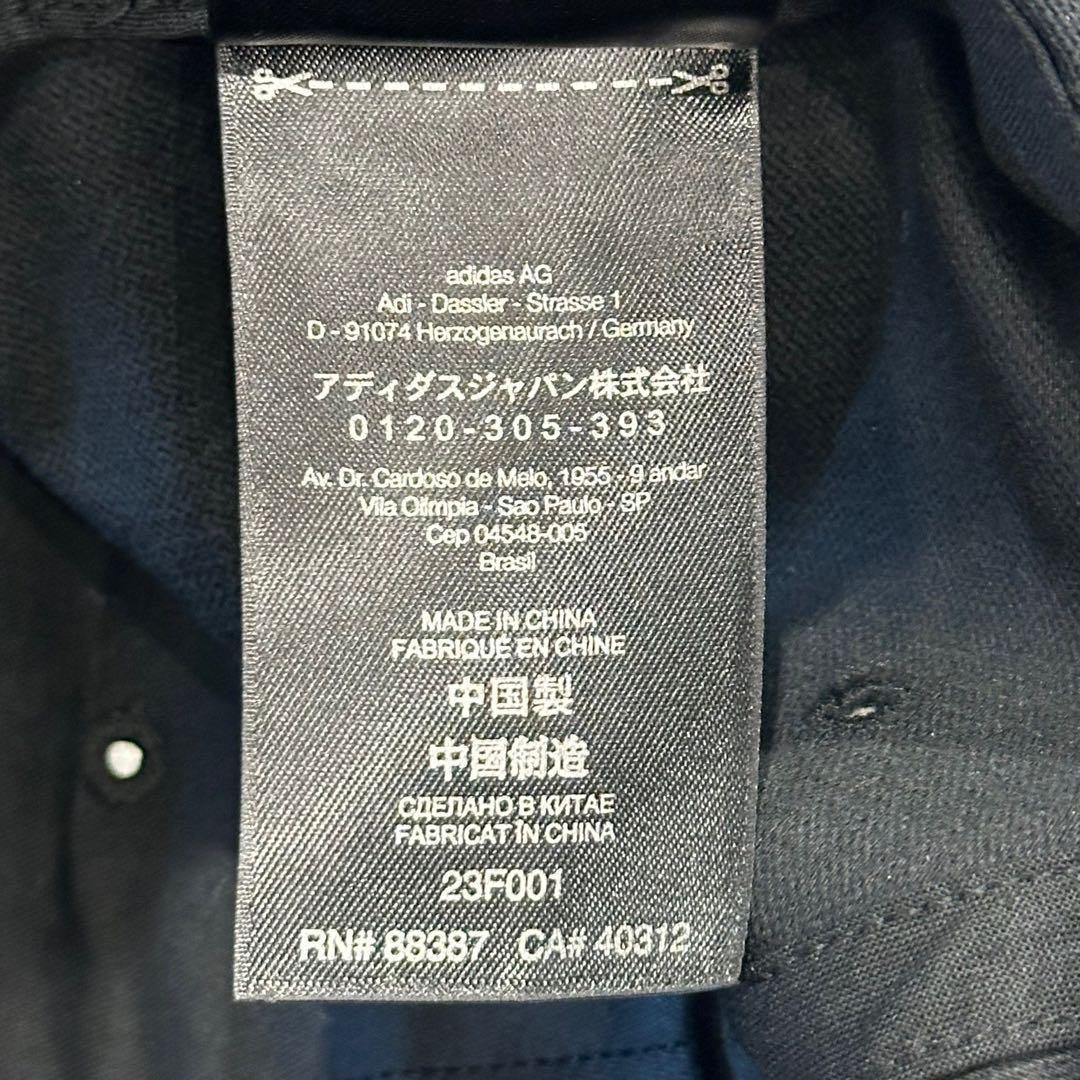 adidas AG
Adi - Dassler - Strasse 1
D - 91074 Herzogenaurach / Germany
アディダスジャパン株式会社
0120-305-393
Av. Dr. Cardoso de Melo, 1955 - 9 andar
Vila Olimpia - Sao Paulo - SP
Cep 04548-005
Brasil
MADE IN CHINA
FABRIQUÉ EN CHINE
中国製
中国制造
СДЕЛАНО В КИТАЕ
FABRICAT ÎN CHINA
23F001
RN# 88387 CA# 40312